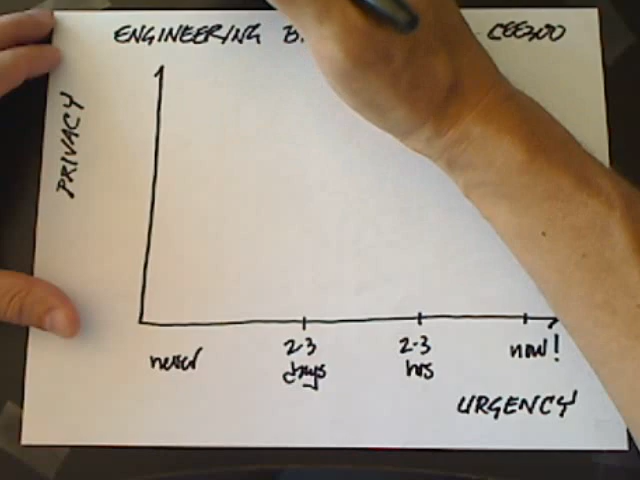 ENGINEERING B. CEE300
PRIVACY
never
2-3 days
2-3 hrs
now!
URGENCY